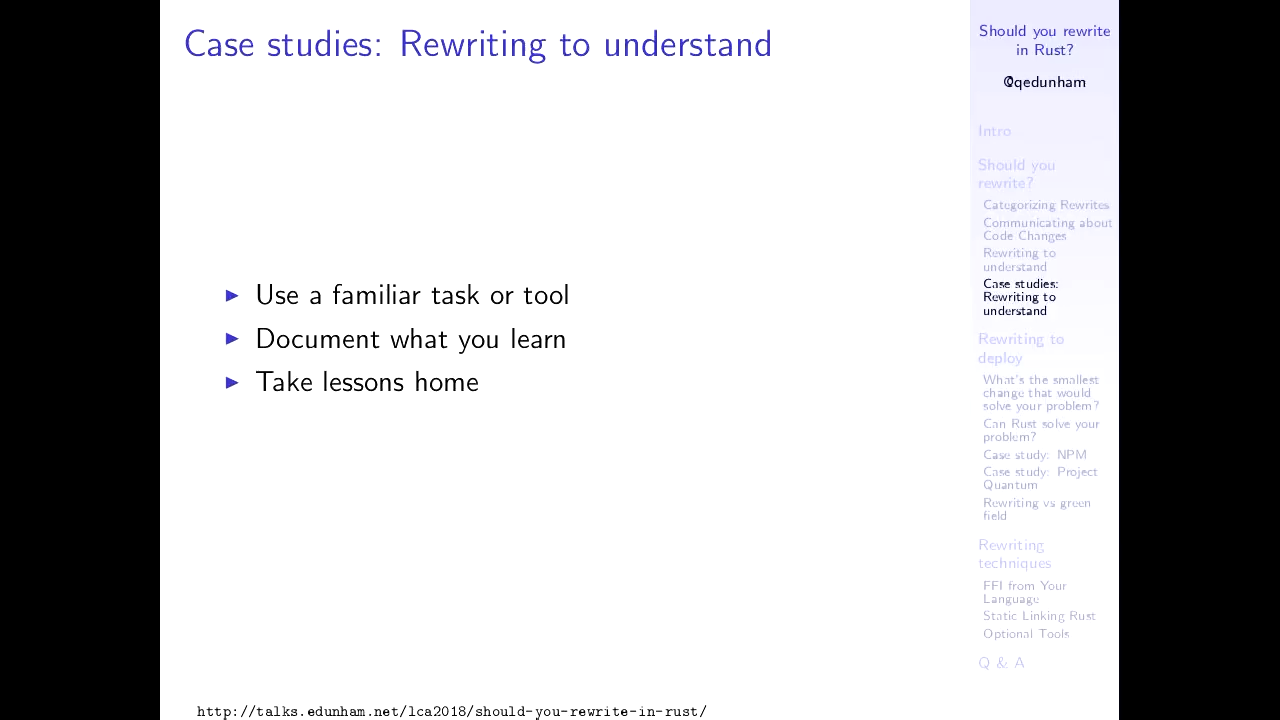 Case studies: Rewriting to understand
Use a familiar task or tool
Document what you learn
Take lessons home
http://talks.edunham.net/lca2018/should-you-rewrite-in-rust/
Should you rewrite
in Rust?
@qedunham
Intro
Should you
rewrite?
Categorizing Rewrites
Communicating about
Code Changes
Rewriting to
understand
Case studies:
Rewriting to
understand
Rewriting to
deploy
What's the smallest
change that would
solve your problem?
Can Rust solve your
problem?
Case study: NPM
Case study: Project
Quantum
Rewriting vs green
field
Rewriting
techniques
FFI from Your
Language
Static Linking Rust
Optional Tools
Q & A